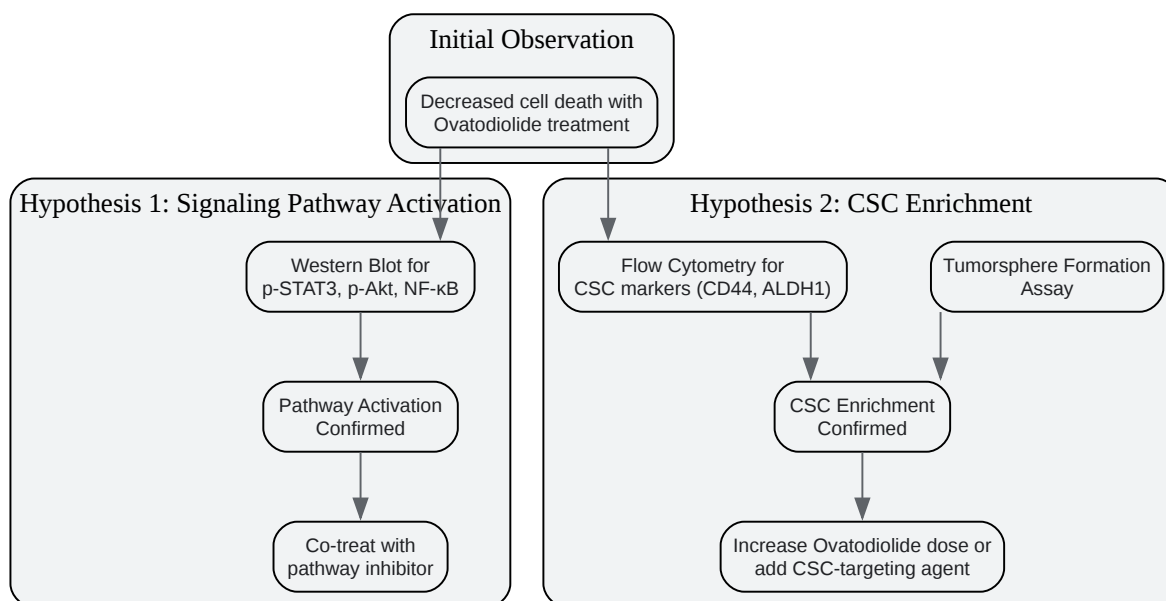 Initial Observation
Decreased cell death with
Ovatodiolide treatment
Hypothesis 1: Signaling Pathway Activation
Western Blot for
p-STAT3, p-Akt, NF-κB
Pathway Activation
Confirmed
Co-treat with
pathway inhibitor
Hypothesis 2: CSC Enrichment
Flow Cytometry for
CSC markers (CD44, ALDH1)
Tumorsphere Formation
Assay
CSC Enrichment
Confirmed
Increase Ovatodiolide dose or
add CSC-targeting agent